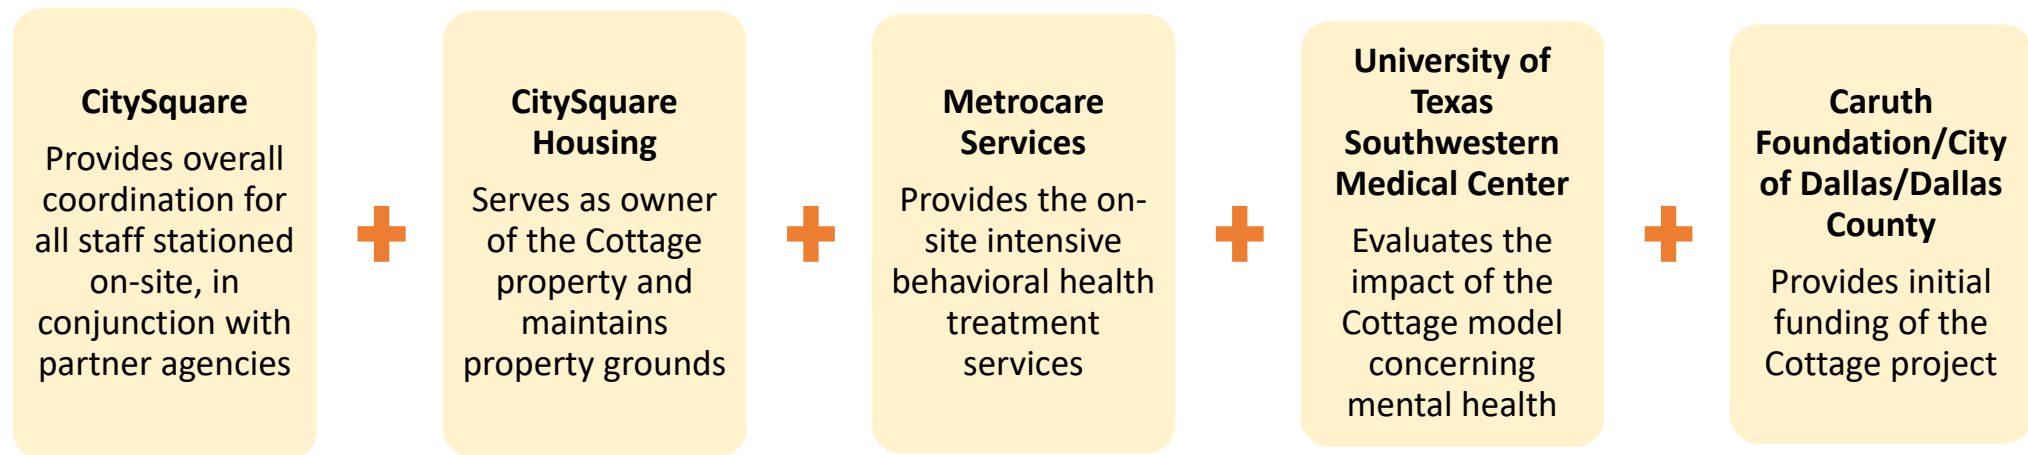 CitySquare
Provides overall
coordination for
all staff stationed
on-site, in
conjunction with
partner agencies
CitySquare
Housing
Serves as owner
of the Cottage
property and
maintains
property grounds
Metrocare
Services
Provides the on-
site intensive
behavioral health
treatment
services
University of
Texas
Southwestern
Medical Center
Evaluates the
impact of the
Cottage model
concerning
mental health
Caruth
Foundation/City
of Dallas/Dallas
County
Provides initial
funding of the
Cottage project